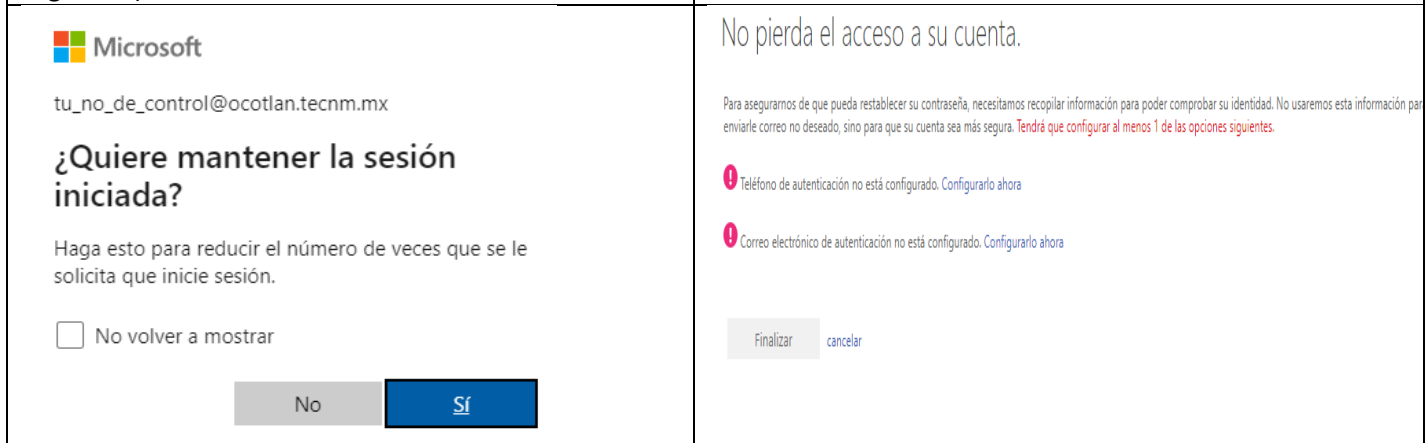 Microsoft
tu_no_de_control@ocotlan.tecnm.mx
¿Quiere mantener la sesión
iniciada?
Haga esto para reducir el número de veces que se le
solicita que inicie sesión.
No volver a mostrar
No
Sí
No pierda el acceso a su cuenta.
Para asegurarnos de que pueda restablecer su contraseña, necesitamos recopilar información para poder comprobar su identidad. No usaremos esta información par
enviarle correo no deseado, sino para que su cuenta sea más segura. Tendrá que configurar al menos 1 de las opciones siguientes.
Teléfono de autenticación no está configurado. Configurarlo ahora
Correo electrónico de autenticación no está configurado. Configurarlo ahora
Finalizar
cancelar